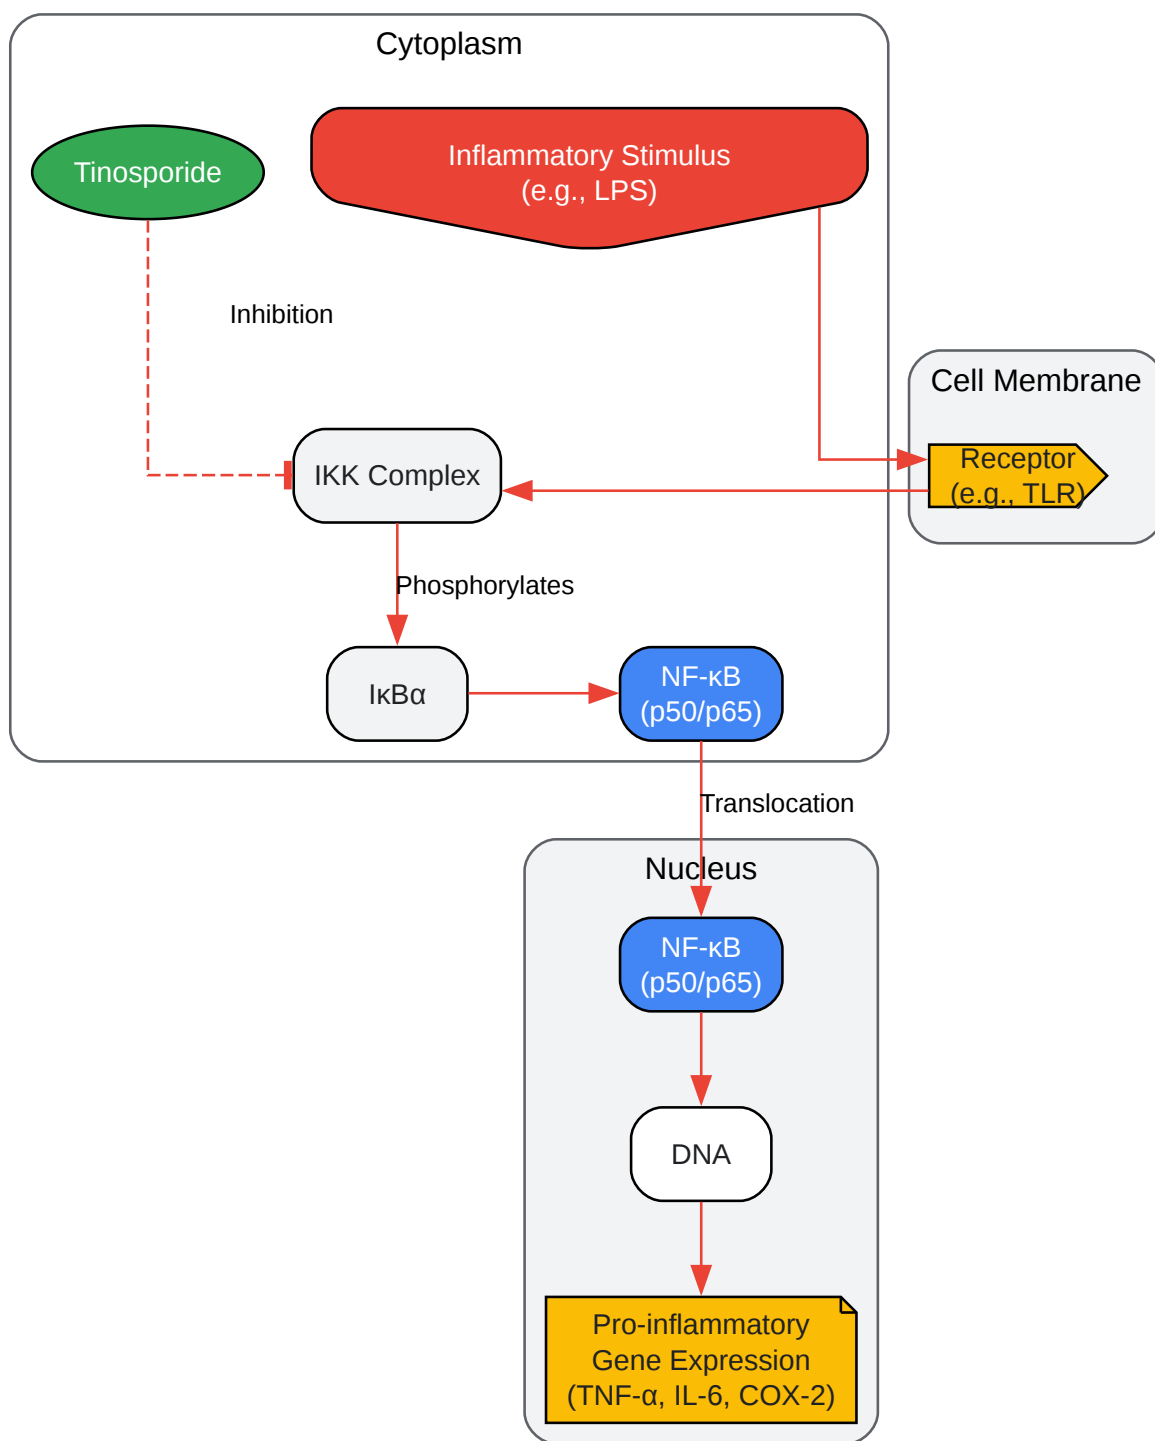 Cytoplasm
Tinosporide
Inflammatory Stimulus
(e.g., LPS)
Inhibition
Cell Membrane
Receptor
(e.g., TLR)
IKK Complex
Phosphorylates
IκBα
NF-κB
(p50/p65)
Translocation
Nucleus
NF-κB
(p50/p65)
DNA
Pro-inflammatory
Gene Expression
(TNF-α, IL-6, COX-2)